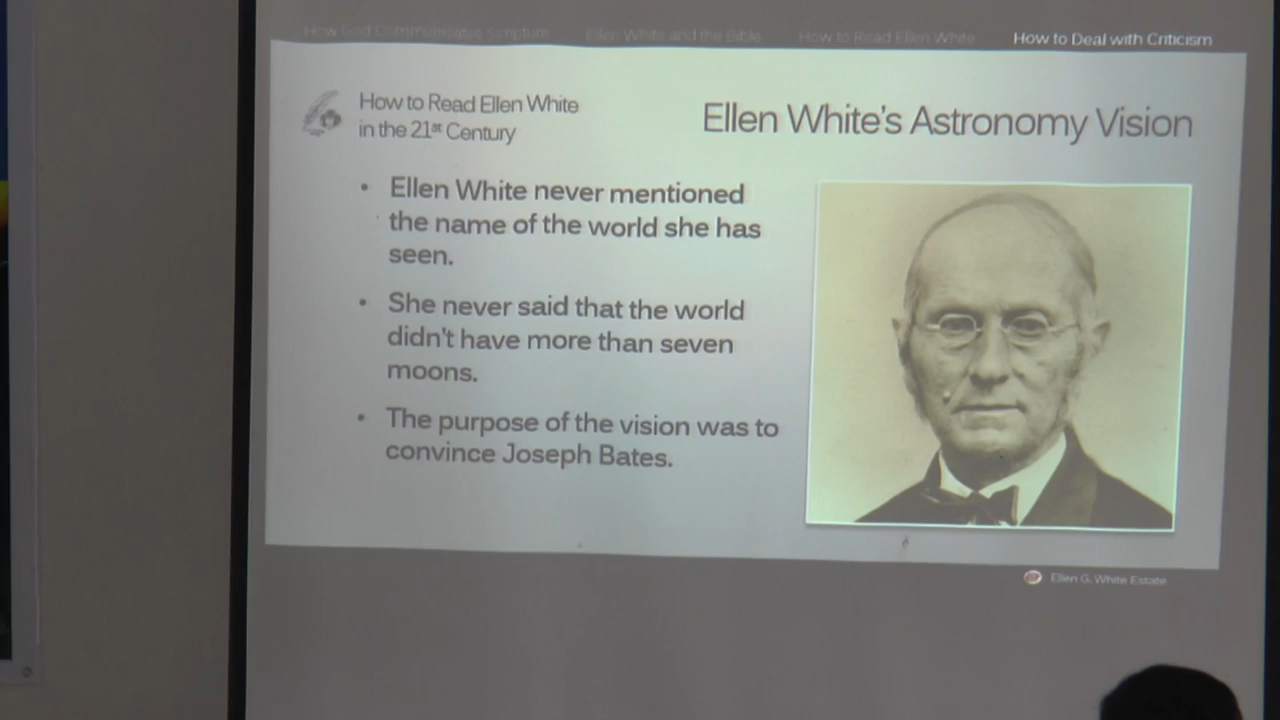 How God Communicates Scripture
Ellen White and the Bible
How to Read Ellen White
How to Deal with Criticism
How to Read Ellen White
in the 21st Century
Ellen White's Astronomy Vision
• Ellen White never mentioned
the name of the world she has
seen.
• She never said that the world
didn't have more than seven
moons.
• The purpose of the vision was to
convince Joseph Bates.
Ellen G. White Estate